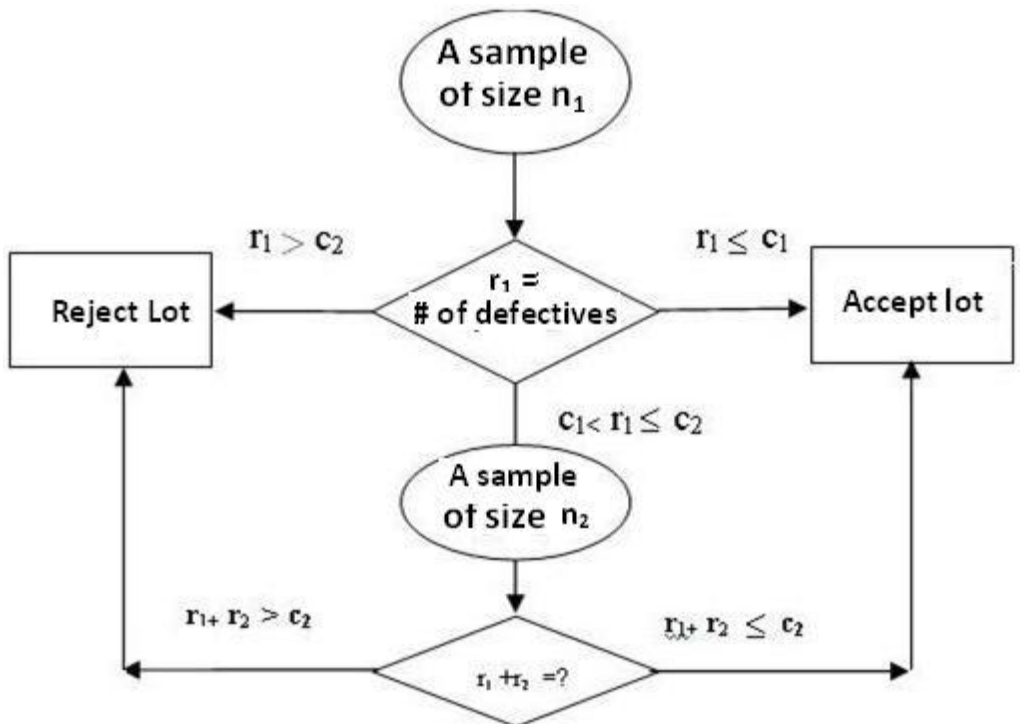 A sample
of size n₁
r₁ > c₂
r₁ ≤ c₁
Reject Lot
r₁ =
# of defectives
Accept lot
c₁< r₁ ≤ c₂
A sample
of size n₂
r₁₊ r₂ > c₂
r₁₊ r₂ ≤ c₂
r₁ +r₂ =?